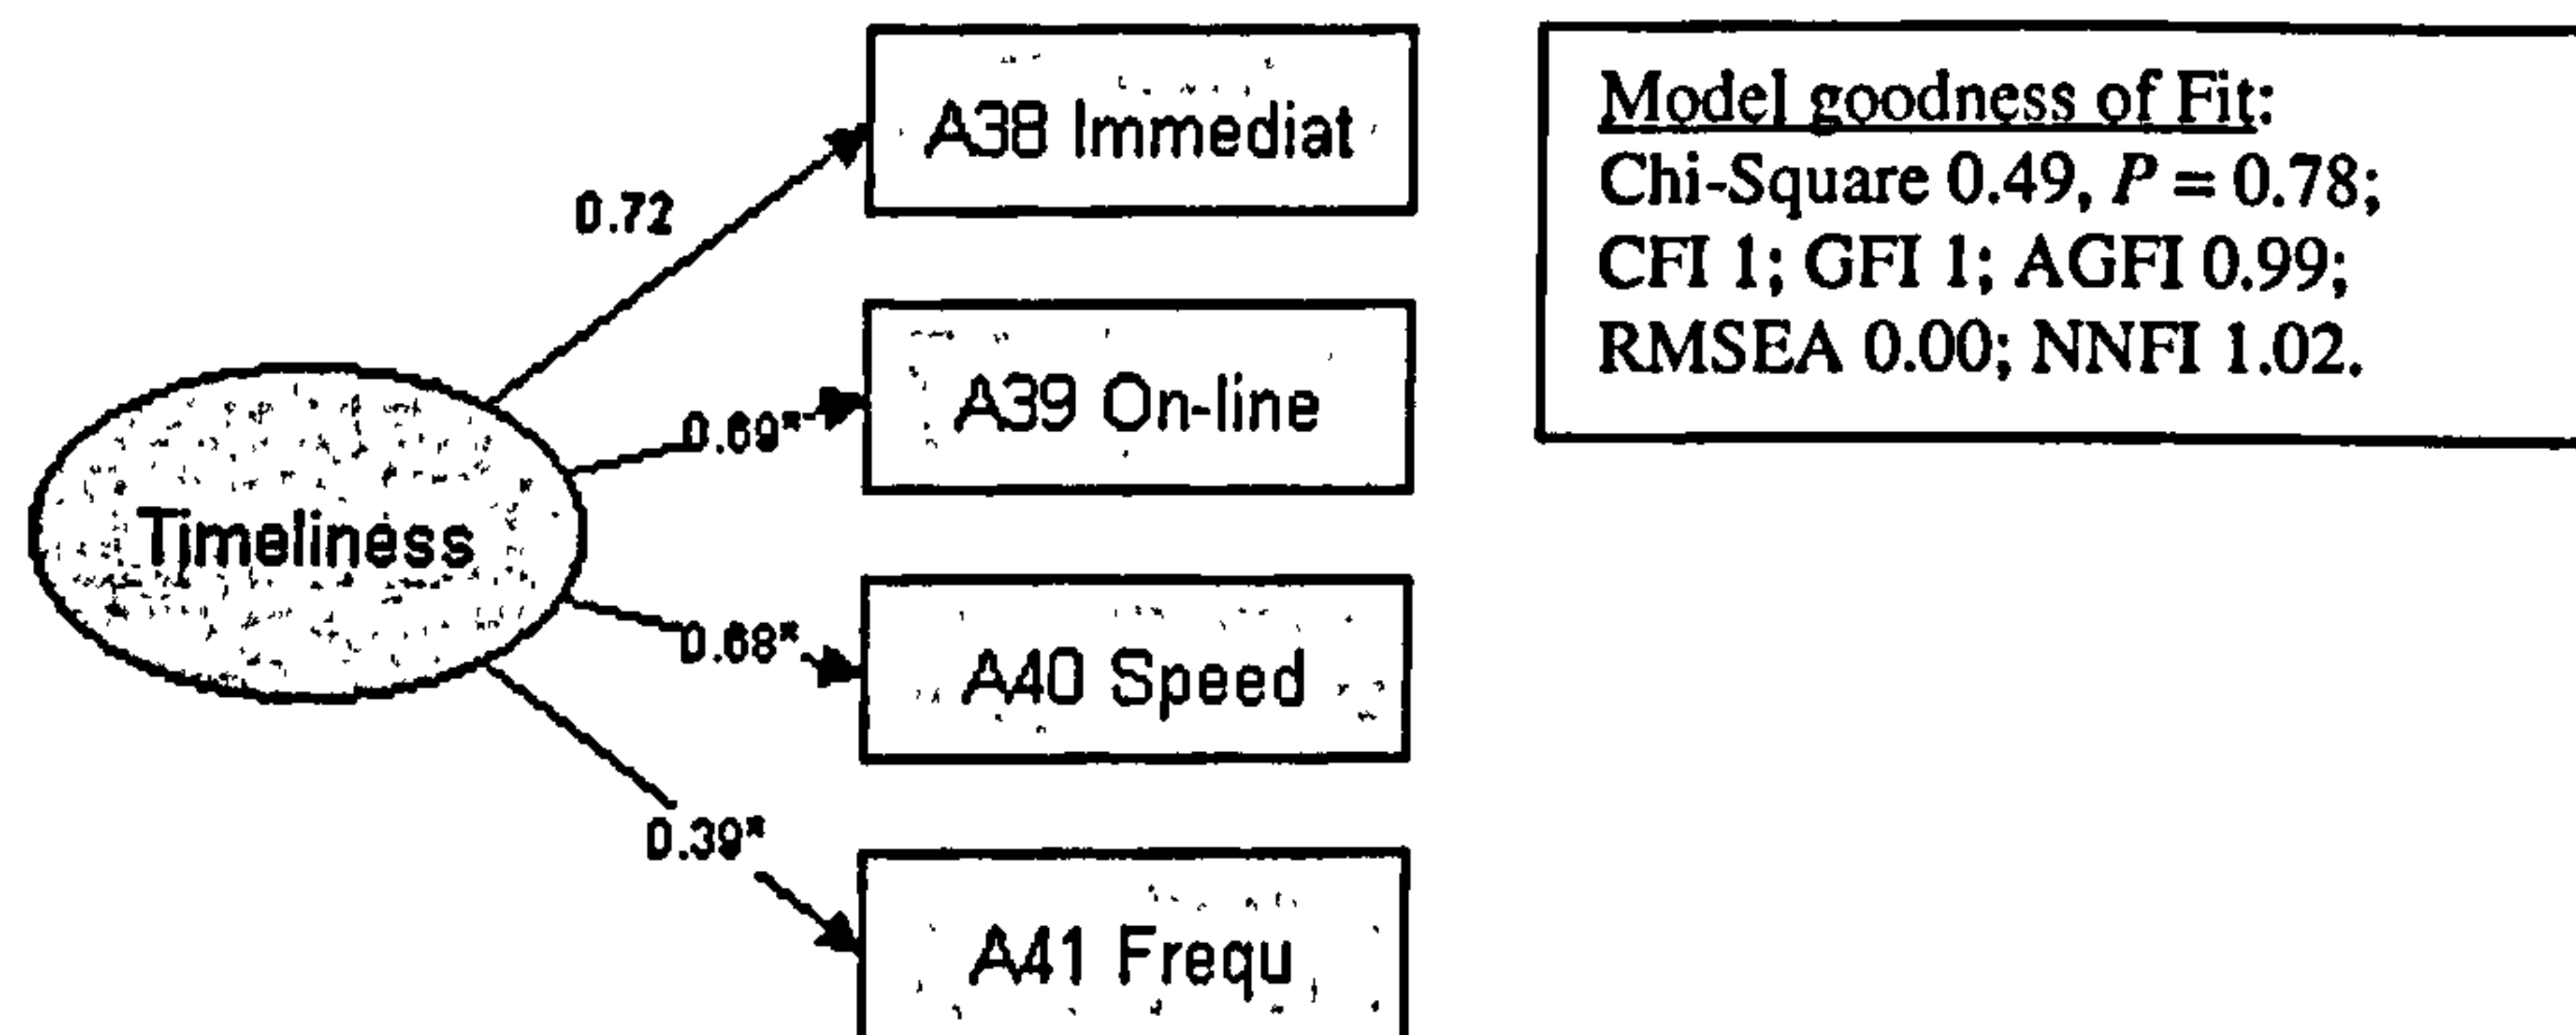 A38 Immediat
0.72
A39 On-line
0.69*
Timeliness
A40 Speed
0.68*
0.39*
A41 Frequ
Model goodness of Fit:
Chi-Square 0.49, P = 0.78;
CFI 1; GFI 1; AGFI 0.99;
RMSEA 0.00; NNFI 1.02.